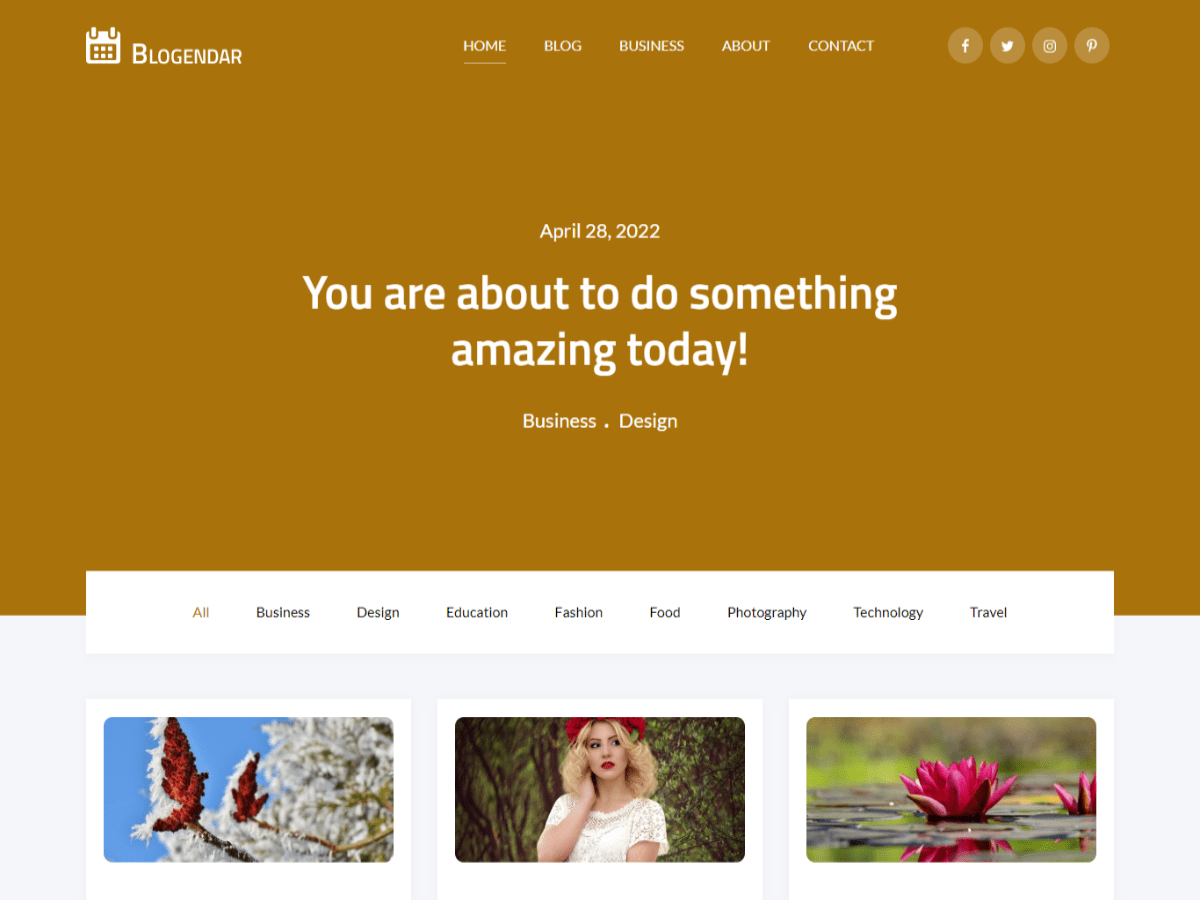 Blogendar
HOME BLOG BUSINESS ABOUT CONTACT
April 28, 2022
You are about to do something
amazing today!
Business . Design
All Business Design Education Fashion Food Photography Technology Travel